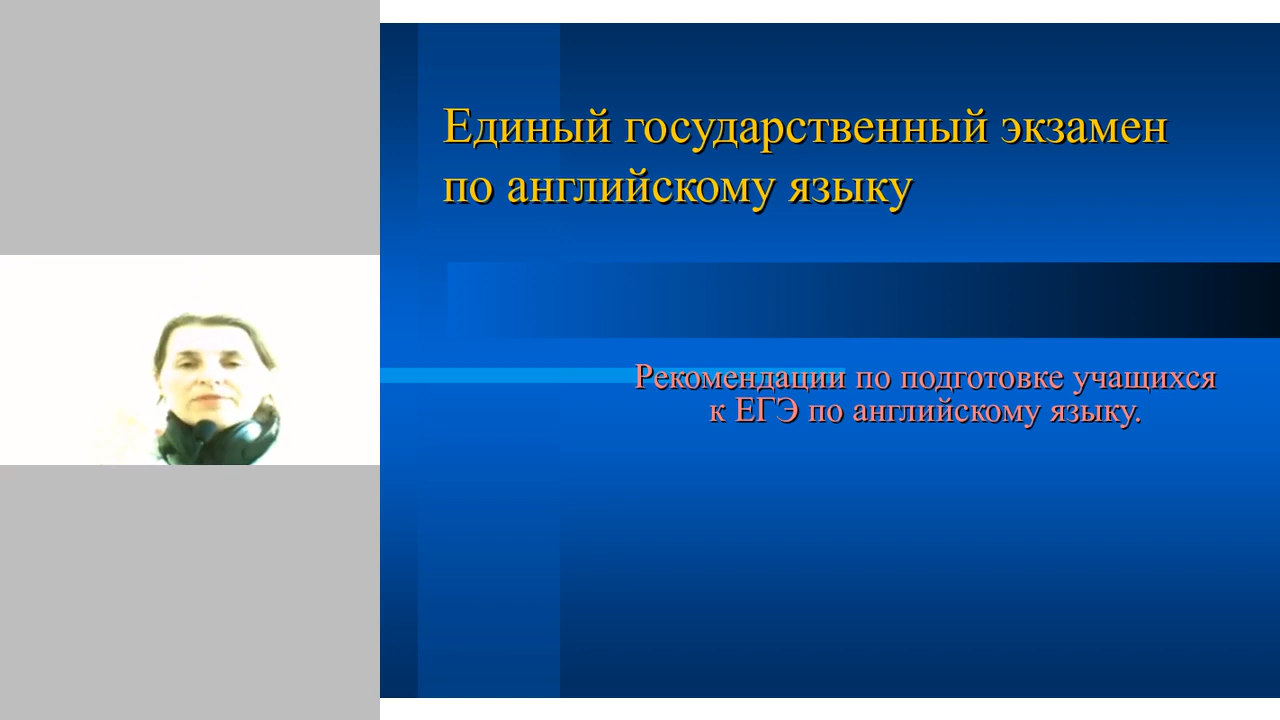 Единый государственный экзамен
по английскому языку
Рекомендации по подготовке учащихся
к ЕГЭ по английскому языку.